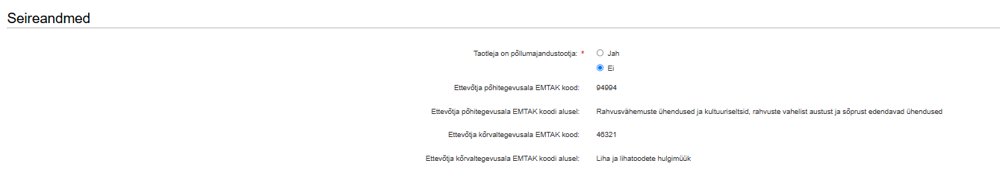 Seireandmed
Taotleja on põllumajandustootja: * Jah
Ei
Ettevõtja põhitegevusala EMTAK kood: 94994
Ettevõtja põhitegevusala EMTAK koodi alusel: Rahvusvähemuste ühendused ja kultuuriseltsid, rahvuste vahelist austust ja sõprust edendavad ühendused
Ettevõtja kõrvaltegevusala EMTAK kood: 46321
Ettevõtja kõrvaltegevusala EMTAK koodi alusel: Liha ja lihatoodete hulgimüük